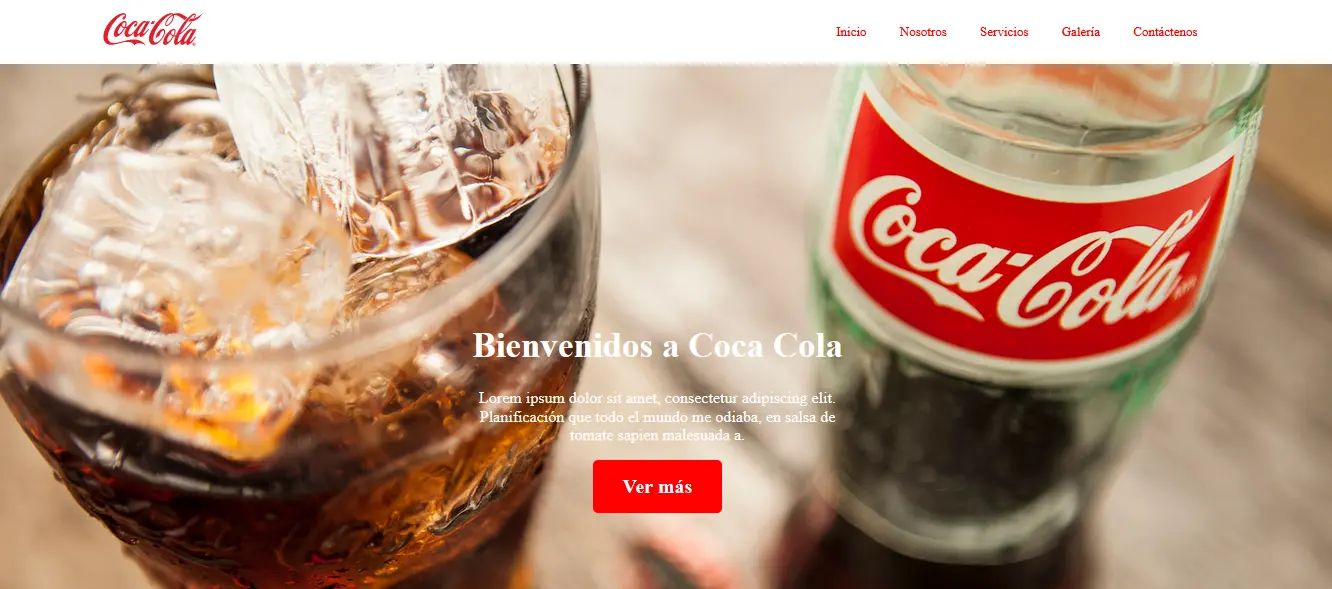 Coca-Cola
Inicio Nosotros Servicios Galería Contáctenos
Coca-Cola
Bienvenidos a Coca Cola
Lorem ipsum dolor sit amet, consectetur adipiscing elit.
Planificación que todo el mundo me odiaba, en salsa de
tomate sapien malesuada a.
Ver más